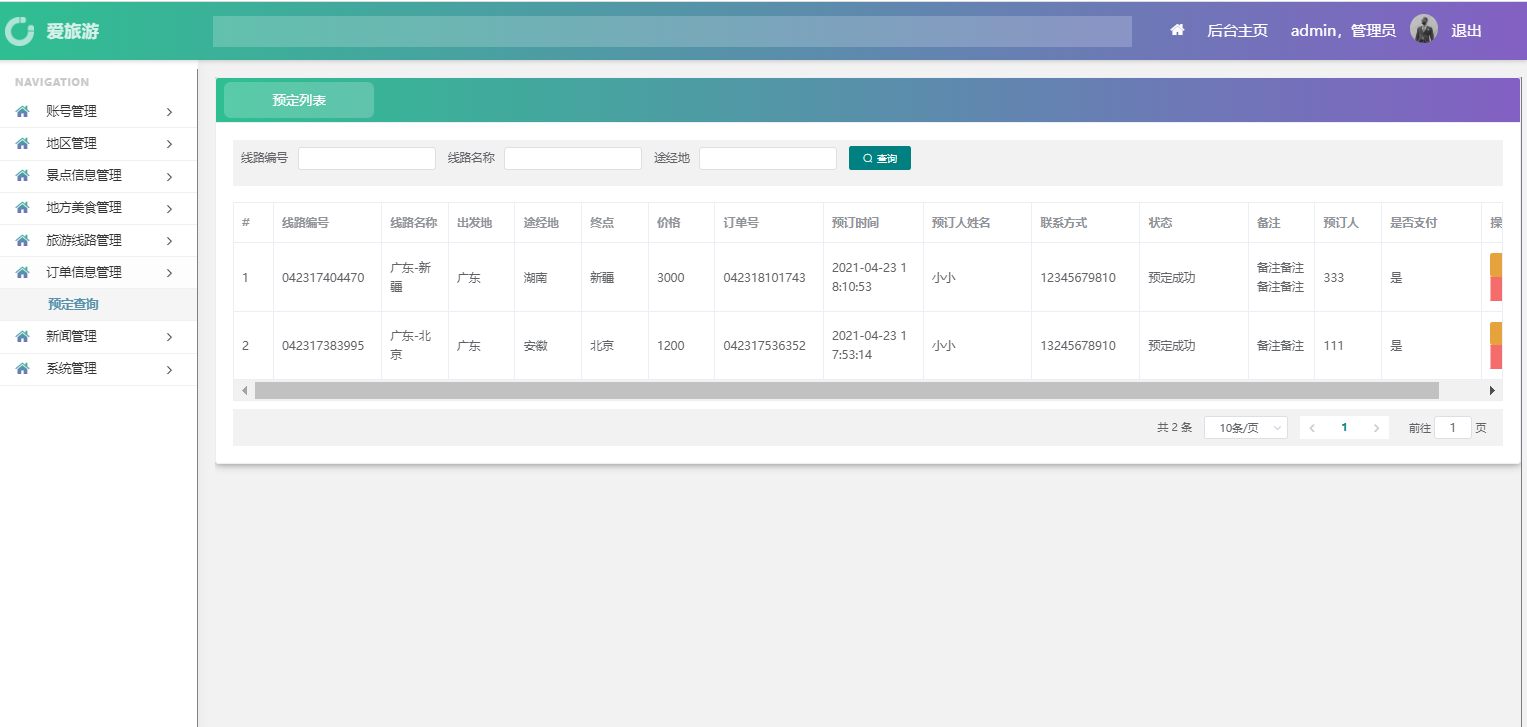 爱旅游
后台主页 admin，管理员 退出
NAVIGATION
账号管理
地区管理
景点信息管理
地方美食管理
旅游线路管理
订单信息管理
预定查询
新闻管理
系统管理
预定列表
线路编号 线路名称 途经地 查询
# 线路编号 线路名称 出发地 途经地 终点 价格 订单号 预订时间 预订人姓名 联系方式 状态 备注 预订人 是否支付 操
1 042317404470 广东-新 广东 湖南 新疆 3000 042318101743 2021-04-23 1 小小 12345679810 预定成功 备注备注 333 是
疆 8:10:53 备注备注
2 042317383995 广东-北 广东 安徽 北京 1200 042317536352 2021-04-23 1 小小 13245678910 预定成功 备注备注 111 是
京 7:53:14
共 2 条 10条/页 1 前往 1 页